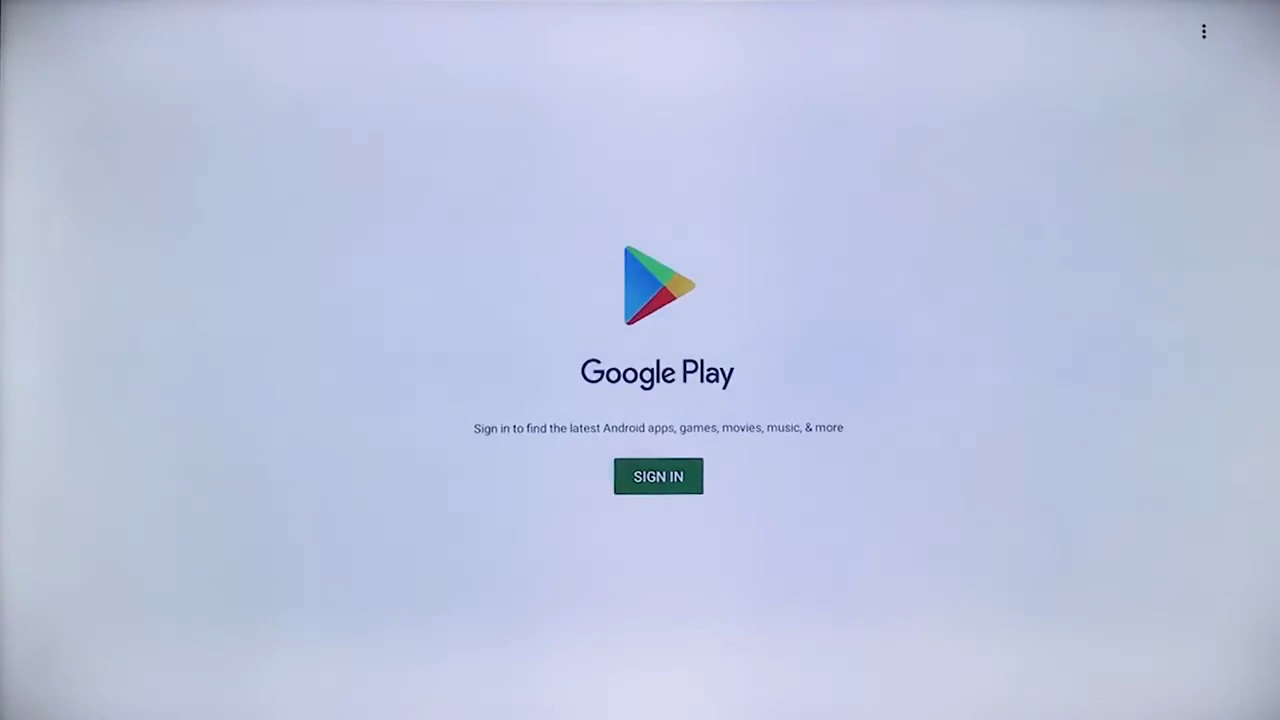 Google Play
Sign in to find the latest Android apps, games, movies, music, & more
SIGN IN